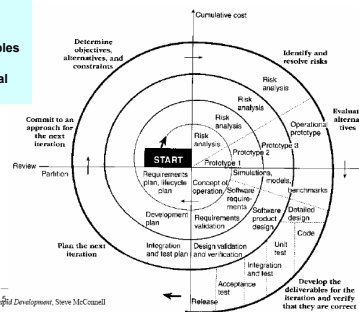 ples
al
Cumulative cost
Determine
objectives,
alternatives, and
constraints
Identify and
resolve risks
Risk
analysis
Risk
analysis
Risk
analysis
Risk
analysis
Evaluat
alterna
tives
Operational
prototype
Prototype 3
Prototype 2
Prototype 1
Commit to an
approach for
the next
iteration
START
Review
Partition
Requirements
plan, lifecycle
plan
Concept of
operation
Simulations,
models,
benchmarks
Software
require-
ments
Software
product
design
Detailed
design
Code
Development
plan
Requirements
validation
Unit
test
Plan the next
iteration
Integration
and test plan
Design validation
and verification
Integration
and test
Acceptance
test
Release
Develop the
deliverables for the
iteration and verify
that they are correct
apid Development, Steve McConnell